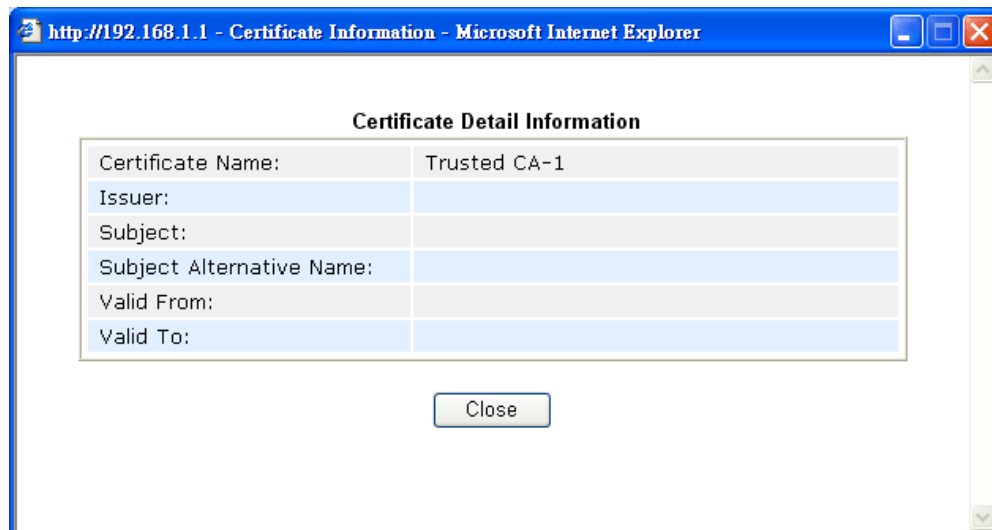 http://192.168.1.1 - Certificate Information - Microsoft Internet Explorer
Certificate Detail Information
Certificate Name: Trusted CA-1
Issuer:
Subject:
Subject Alternative Name:
Valid From:
Valid To:
Close